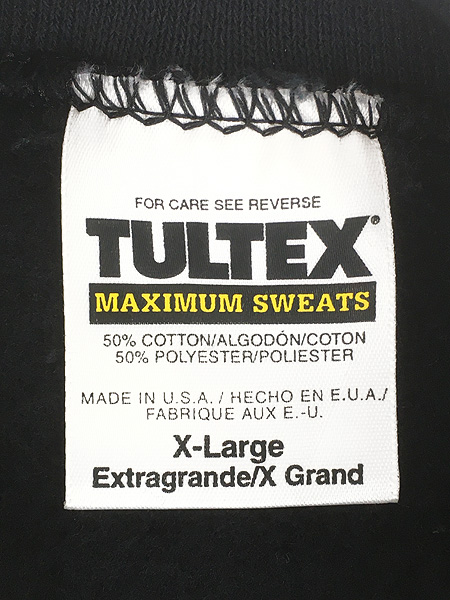 FOR CARE SEE REVERSE
TULTEX®
MAXIMUM SWEATS
50% COTTON/ALGODÓN/COTON
50% POLYESTER/POLIESTER
MADE IN U.S.A. / HECHO EN E.U.A./
FABRIQUE AUX E.-U.
X-Large
Extragrande/X Grand